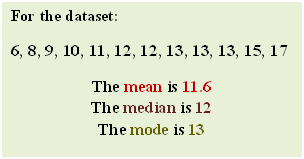 For the dataset:
6, 8, 9, 10, 11, 12, 12, 13, 13, 13, 15, 17
The mean is 11.6
The median is 12
The mode is 13